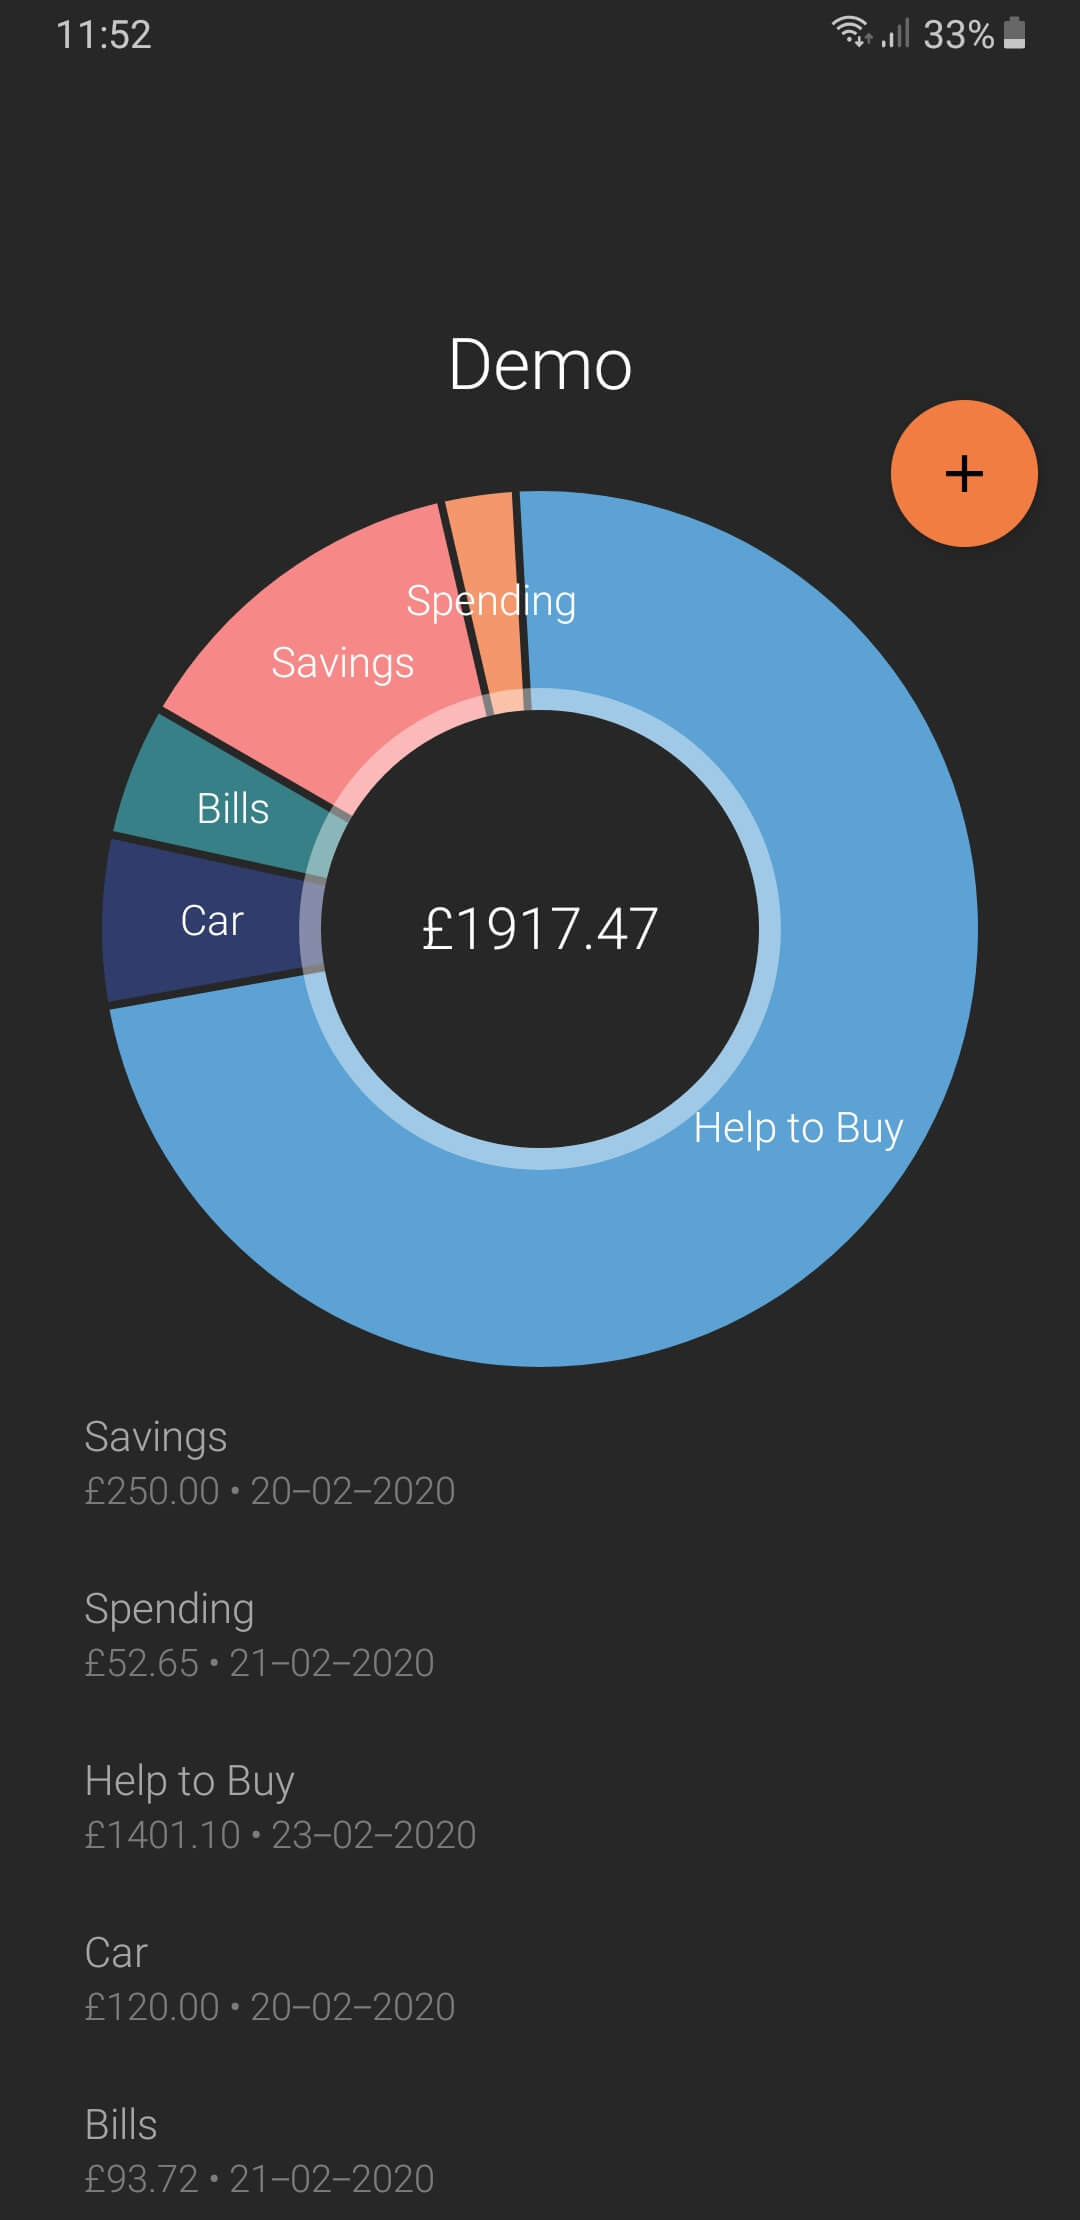 11:52 33%
Demo
+
Spending
Savings
Bills
Car
£1917.47
Help to Buy
Savings
£250.00 • 20–02–2020
Spending
£52.65 • 21–02–2020
Help to Buy
£1401.10 • 23–02–2020
Car
£120.00 • 20–02–2020
Bills
£93.72 • 21–02–2020